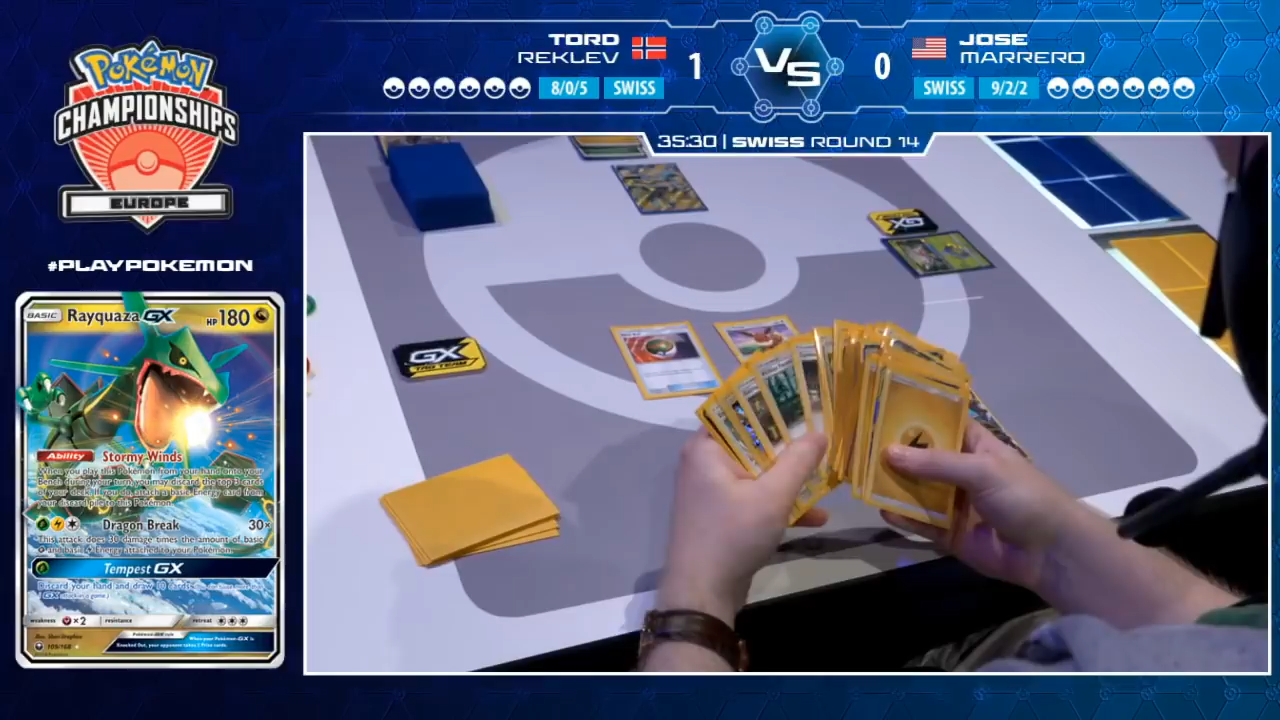 Pokémon
CHAMPIONSHIPS
EUROPE
#PLAYPOKEMON
TORD
REKLEV
8/0/5
SWISS
1
VS
0
JOSE
MARRERO
SWISS
9/2/2
35:30 | SWISS ROUND 14
BASIC Rayquaza GX HP 180
Ability Stormy Winds
When you play this Pokémon from your hand onto your
Bench during your turn, you may discard the top 3 cards
of your deck. If you do, attach a basic Energy card from
your discard pile to this Pokémon.
Dragon Break 30×
This attack does 30 damage times the amount of basic
and basic Energy attached to your Pokémon.
Tempest GX
Discard your hand and draw 10 cards.
weakness ×2 resistance retreat
109/168
GX
TAG TEAM
GX